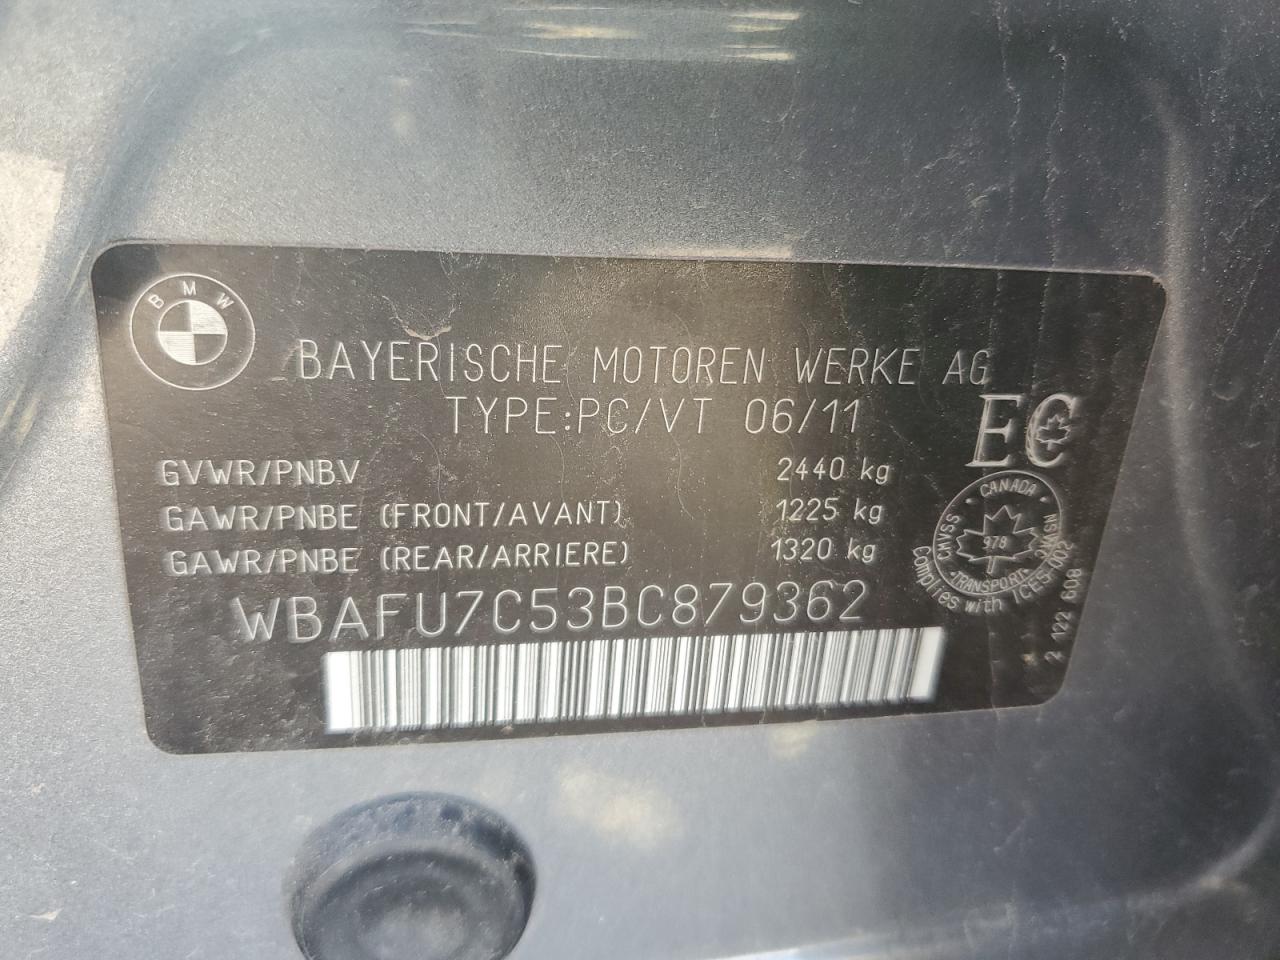 BMW
BAYERISCHE MOTOREN WERKE AG
TYPE:PC/VT 06/11
EC
GVWR/PNBV 2440 kg
GAWR/PNBE (FRONT/AVANT) 1225 kg
GAWR/PNBE (REAR/ARRIERE) 1320 kg
CANADA
CMVSS NSVAC
978
TRANSPORT
Complies with ICES-002
WBAFU7C53BC879362
2 122 608